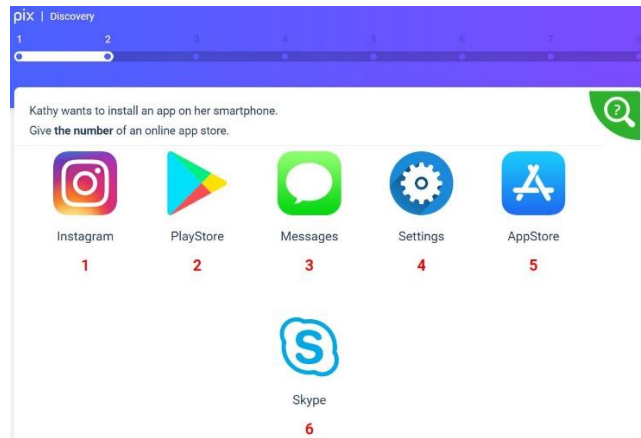 pix | Discovery
1 2 3 4 5 6 7 8
Kathy wants to install an app on her smartphone.
Give the number of an online app store.
Instagram PlayStore Messages Settings AppStore
1 2 3 4 5
Skype
6